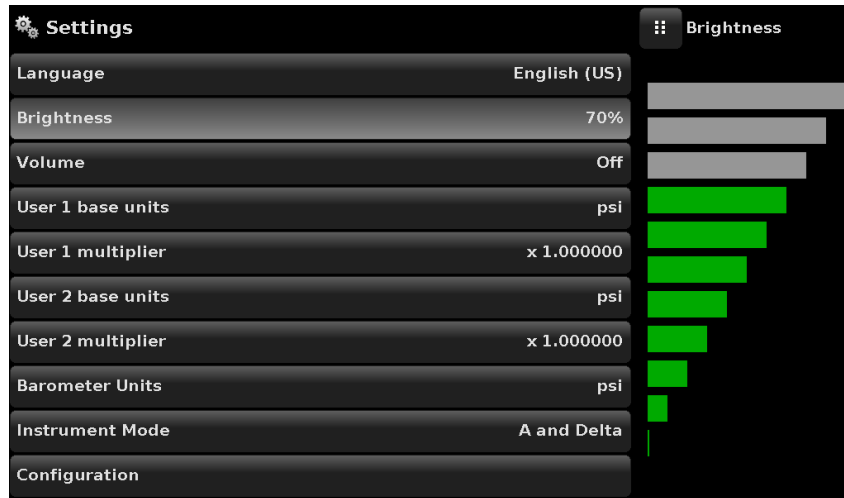 Settings
Brightness
Language English (US)
Brightness 70%
Volume Off
User 1 base units psi
User 1 multiplier x 1.000000
User 2 base units psi
User 2 multiplier x 1.000000
Barometer Units psi
Instrument Mode A and Delta
Configuration